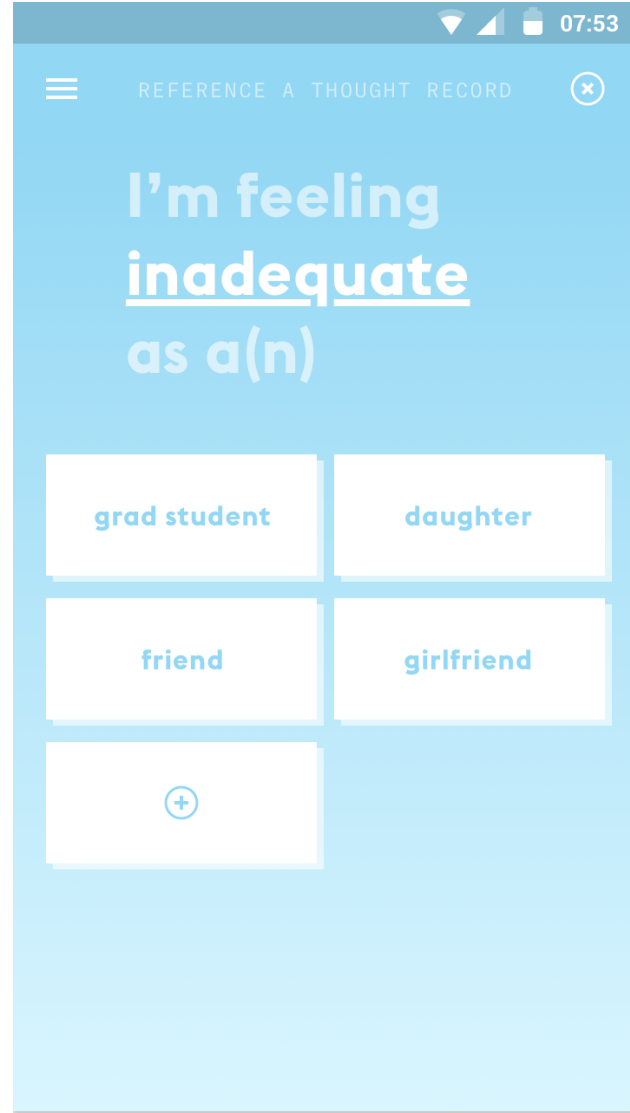 07:53
REFERENCE A THOUGHT RECORD
I’m feeling
inadequate
as a(n)
grad student
daughter
friend
girlfriend